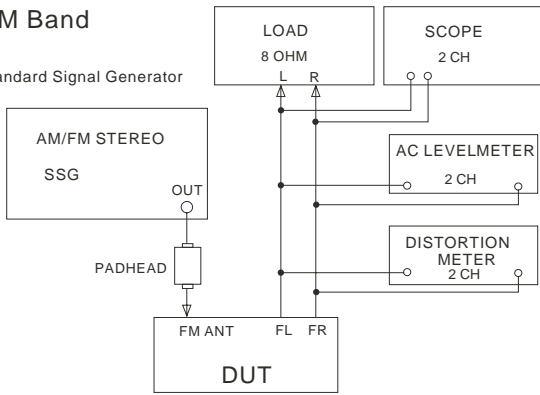 M Band
andard Signal Generator
AM/FM STEREO
SSG
OUT
PADHEAD
LOAD
8 OHM
L R
SCOPE
2 CH
AC LEVELMETER
2 CH
DISTORTION
METER
2 CH
FM ANT FL FR
DUT